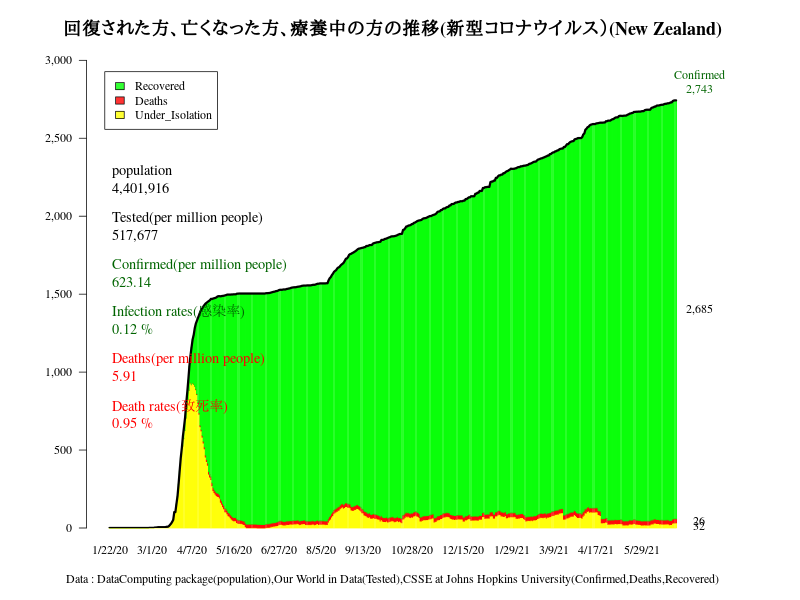 回復された方、亡くなった方、療養中の方の推移(新型コロナウイルス）(New Zealand)
Confirmed
2,743
3,000
2,500
2,000
1,500
1,000
500
0
Recovered
Deaths
Under_Isolation
population
4,401,916
Tested(per million people)
517,677
Confirmed(per million people)
623.14
Infection rates(感染率)
0.12 %
Deaths(per million people)
5.91
Death rates(致死率)
0.95 %
2,685
26
32
1/22/20 3/1/20 4/7/20 5/16/20 6/27/20 8/5/20 9/13/20 10/28/20 12/15/20 1/29/21 3/9/21 4/17/21 5/29/21
Data : DataComputing package(population),Our World in Data(Tested),CSSE at Johns Hopkins University(Confirmed,Deaths,Recovered)